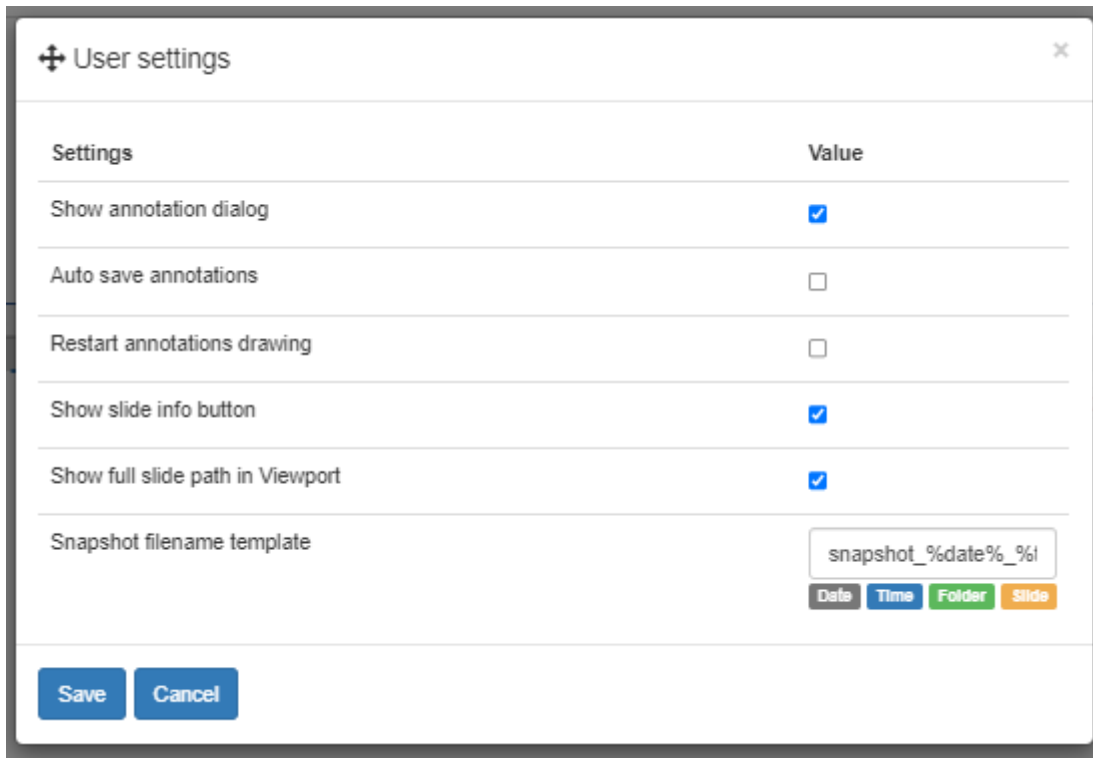 User settings ×
Settings Value
Show annotation dialog
Auto save annotations
Restart annotations drawing
Show slide info button
Show full slide path in Viewport
Snapshot filename template snapshot_%date%_%t
Date Time Folder Slide
Save Cancel